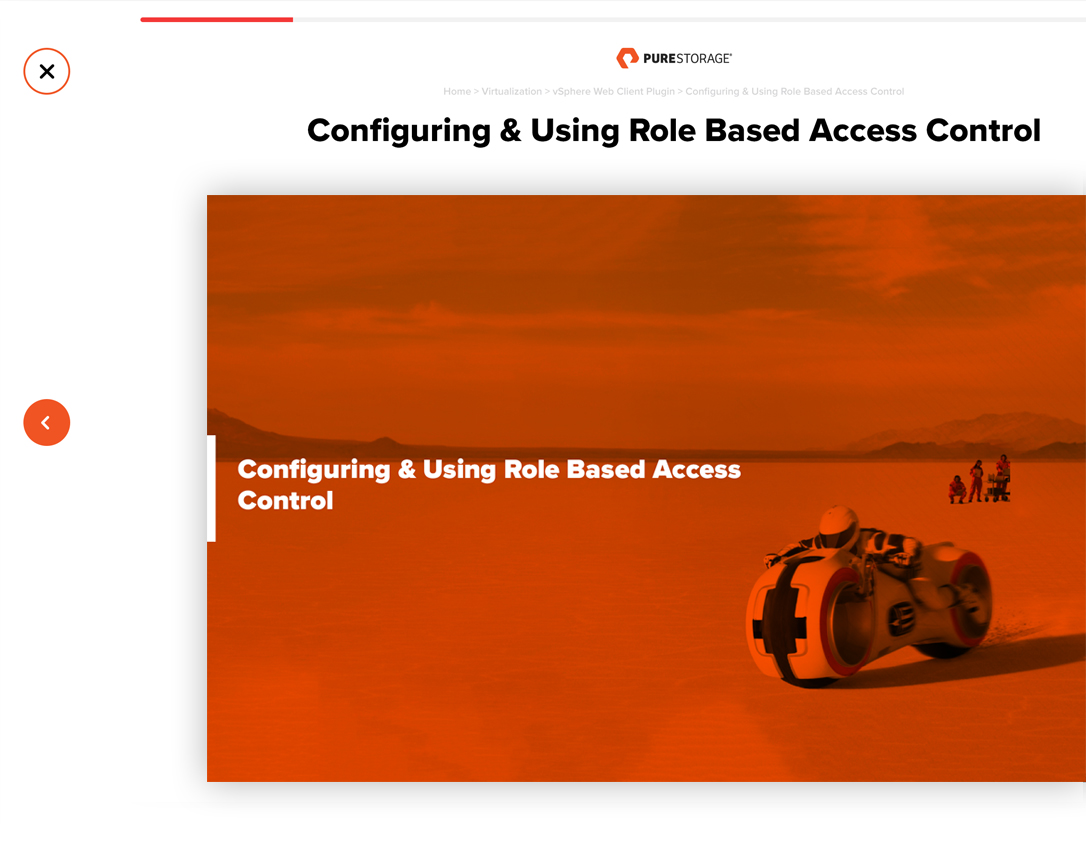 PURESTORAGE®
Home > Virtualization > vSphere Web Client Plugin > Configuring & Using Role Based Access Control
Configuring & Using Role Based Access Control
Configuring & Using Role Based Access
Control